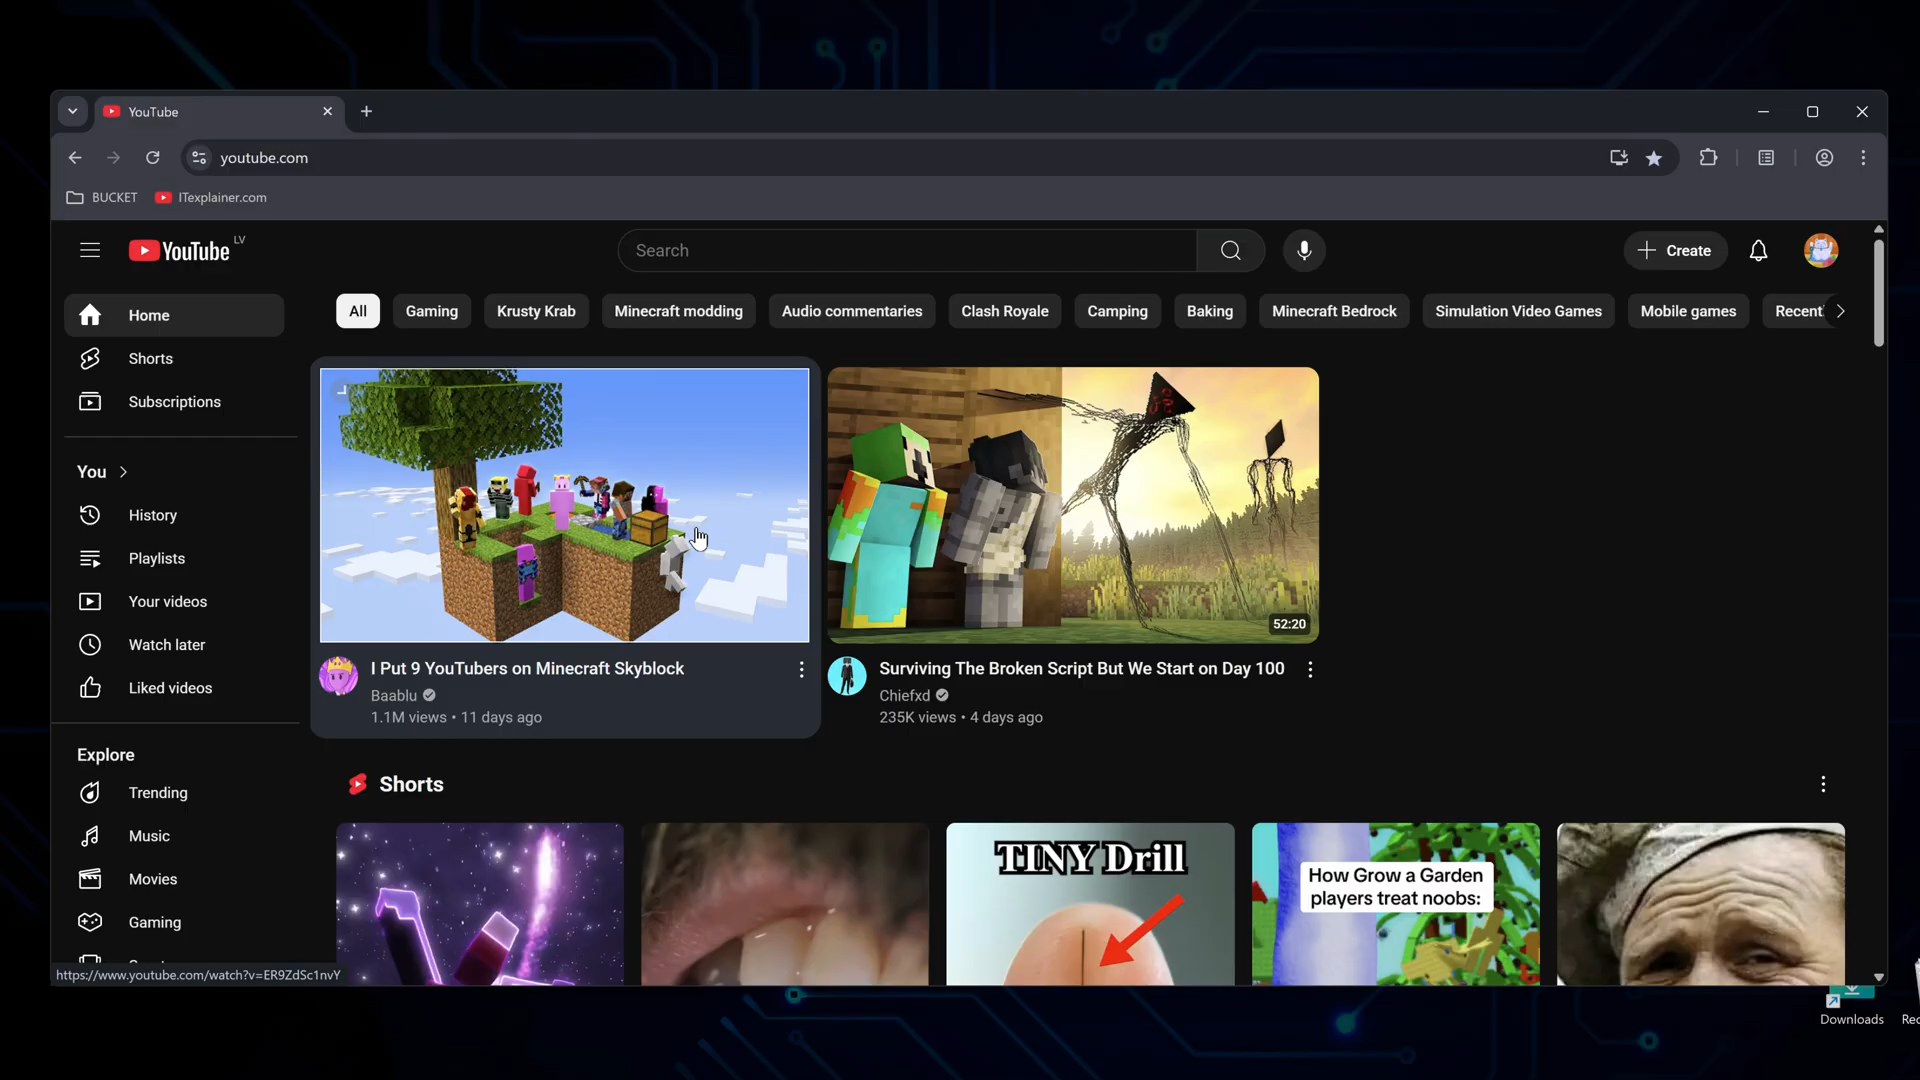 YouTube
youtube.com
BUCKET
ITexplainer.com
YouTube LV
Search
Create
Home
Shorts
Subscriptions
You
History
Playlists
Your videos
Watch later
Liked videos
Explore
Trending
Music
Movies
Gaming
All
Gaming
Krusty Krab
Minecraft modding
Audio commentaries
Clash Royale
Camping
Baking
Minecraft Bedrock
Simulation Video Games
Mobile games
Recent
52:20
I Put 9 YouTubers on Minecraft Skyblock
Baablu
1.1M views • 11 days ago
Surviving The Broken Script But We Start on Day 100
Chiefxd
235K views • 4 days ago
Shorts
TINY Drill
How Grow a Garden
players treat noobs:
https://www.youtube.com/watch?v=ER9ZdSc1nvY
Downloads